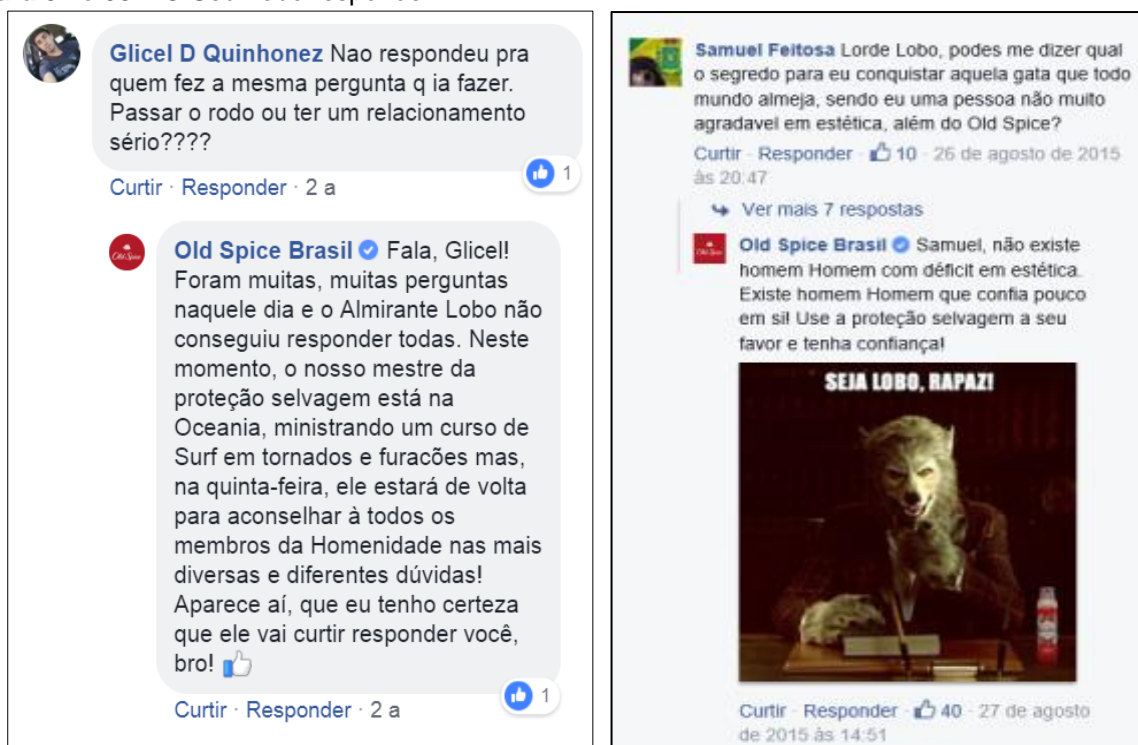 Glicel D Quinhonez Nao respondeu pra
quem fez a mesma pergunta q ia fazer.
Passar o rodo ou ter um relacionamento
sério????
1
Curtir · Responder · 2 a
Old Spice
Old Spice Brasil Fala, Glicel!
Foram muitas, muitas perguntas
naquele dia e o Almirante Lobo não
conseguiu responder todas. Neste
momento, o nosso mestre da
proteção selvagem está na
Oceania, ministrando um curso de
Surf em tornados e furacões mas,
na quinta-feira, ele estará de volta
para aconselhar à todos os
membros da Homenidade nas mais
diversas e diferentes dúvidas!
Aparece aí, que eu tenho certeza
que ele vai curtir responder você,
bro!
1
Curtir · Responder · 2 a
Samuel Feitosa Lorde Lobo, podes me dizer qual
o segredo para eu conquistar aquela gata que todo
mundo almeja, sendo eu uma pessoa não muito
agradavel em estética, além do Old Spice?
Curtir · Responder · 10 · 26 de agosto de 2015
às 20:47
Ver mais 7 respostas
Old Spice Brasil Samuel, não existe
homem Homem com déficit em estética.
Existe homem Homem que confia pouco
em si! Use a proteção selvagem a seu
favor e tenha confiança!
SEJA LOBO, RAPAZ!
Curtir · Responder · 40 · 27 de agosto
de 2015 às 14:51